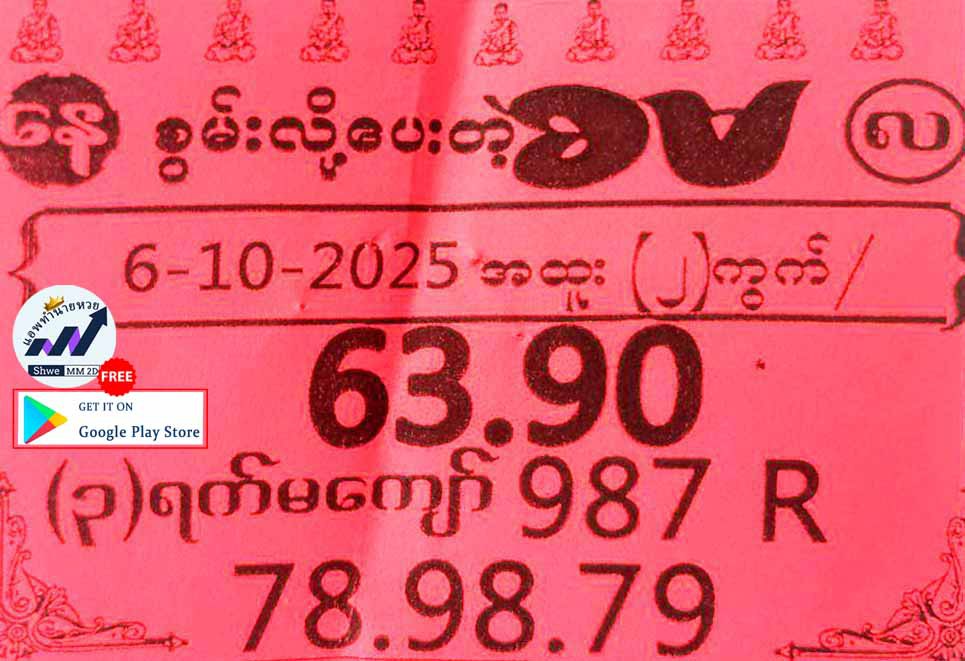 နေ့ စွမ်းလို့ပေးတဲ့ ခမ လ
6-10-2025 အထူး (၂)ကွက် /
63.90
แอพทำนายหวย
Shwe MM 2D
FREE
GET IT ON
Google Play Store
(၃)ရက်မကျော် 987 R
78.98.79